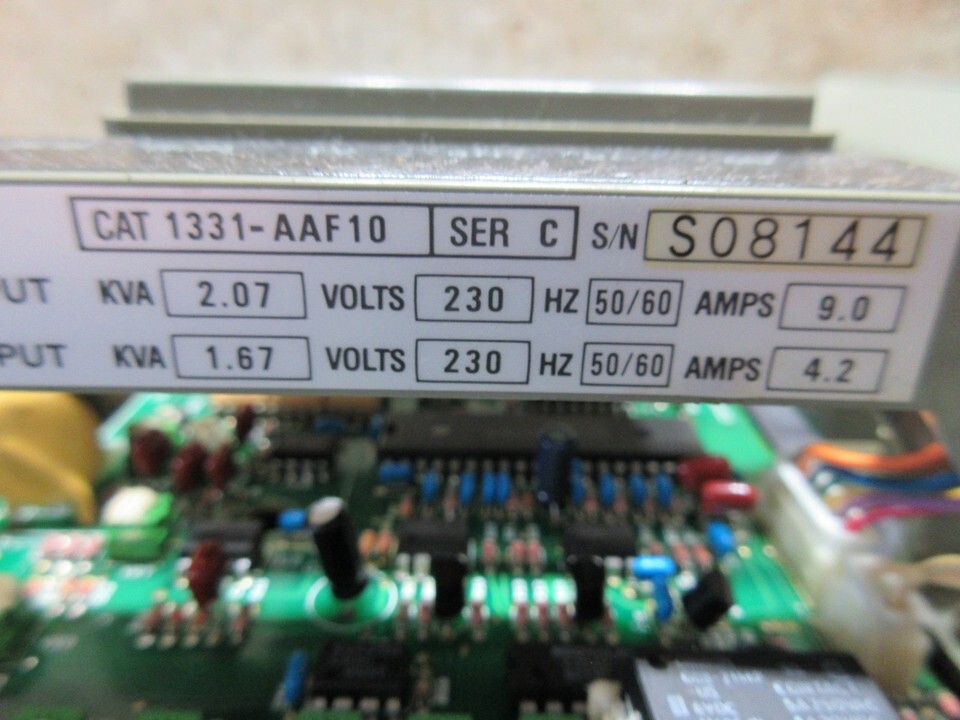 CAT 1331-AAF10 SER C S/N S08144
PUT KVA 2.07 VOLTS 230 HZ 50/60 AMPS 9.0
PUT KVA 1.67 VOLTS 230 HZ 50/60 AMPS 4.2